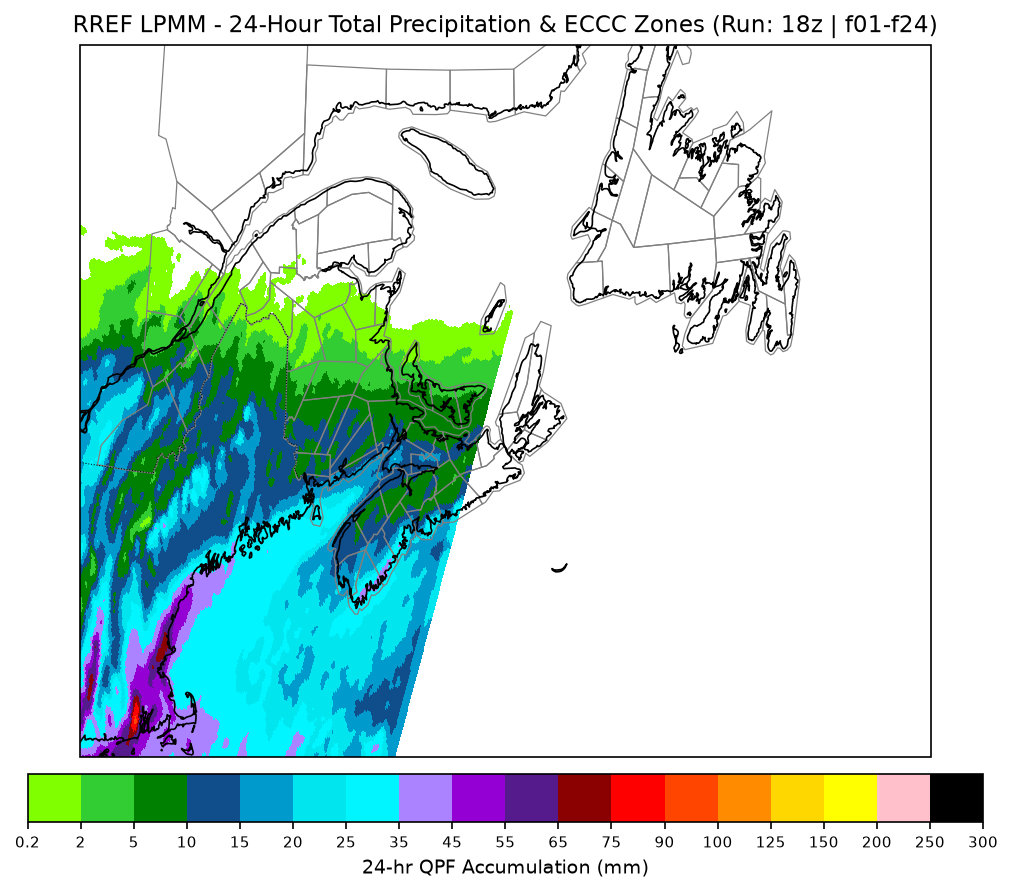 RREF LPMM - 24-Hour Total Precipitation & ECCC Zones (Run: 18z | f01-f24)
0.2 2 5 10 15 20 25 35 45 55 65 75 90 100 125 150 200 250 300
24-hr QPF Accumulation (mm)